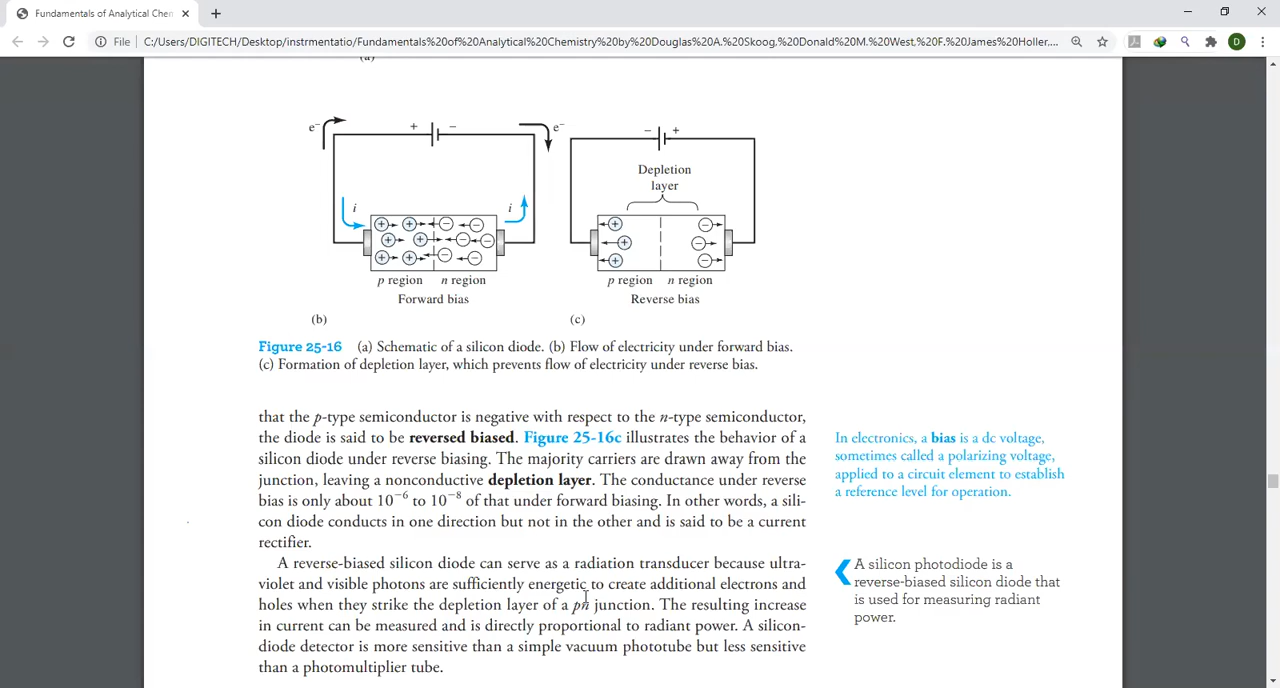 Fundamentals of Analytical Chem
File C:/Users/DIGITECH/Desktop/instrmentatio/Fundamentals%20of%20Analytical%20Chemistry%20by%20Douglas%20A.%20Skoog,%20Donald%20M.%20West,%20F.%20James%20Holler....
D
(a)
e⁻ + − e⁻ − +
Depletion
layer
i i
p region n region p region n region
Forward bias Reverse bias
(b) (c)
Figure 25-16 (a) Schematic of a silicon diode. (b) Flow of electricity under forward bias.
(c) Formation of depletion layer, which prevents flow of electricity under reverse bias.
that the p-type semiconductor is negative with respect to the n-type semiconductor,
the diode is said to be reversed biased. Figure 25-16c illustrates the behavior of a
silicon diode under reverse biasing. The majority carriers are drawn away from the
junction, leaving a nonconductive depletion layer. The conductance under reverse
bias is only about 10⁻⁶ to 10⁻⁸ of that under forward biasing. In other words, a sili-
con diode conducts in one direction but not in the other and is said to be a current
rectifier.
A reverse-biased silicon diode can serve as a radiation transducer because ultra-
violet and visible photons are sufficiently energetic to create additional electrons and
holes when they strike the depletion layer of a pn junction. The resulting increase
in current can be measured and is directly proportional to radiant power. A silicon-
diode detector is more sensitive than a simple vacuum phototube but less sensitive
than a photomultiplier tube.
In electronics, a bias is a dc voltage,
sometimes called a polarizing voltage,
applied to a circuit element to establish
a reference level for operation.
A silicon photodiode is a
reverse-biased silicon diode that
is used for measuring radiant
power.